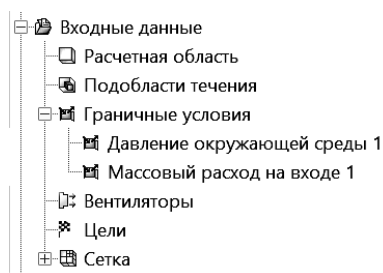 Входные данные
Расчетная область
Подобласти течения
Граничные условия
Давление окружающей среды 1
Массовый расход на входе 1
Вентиляторы
Цели
Сетка